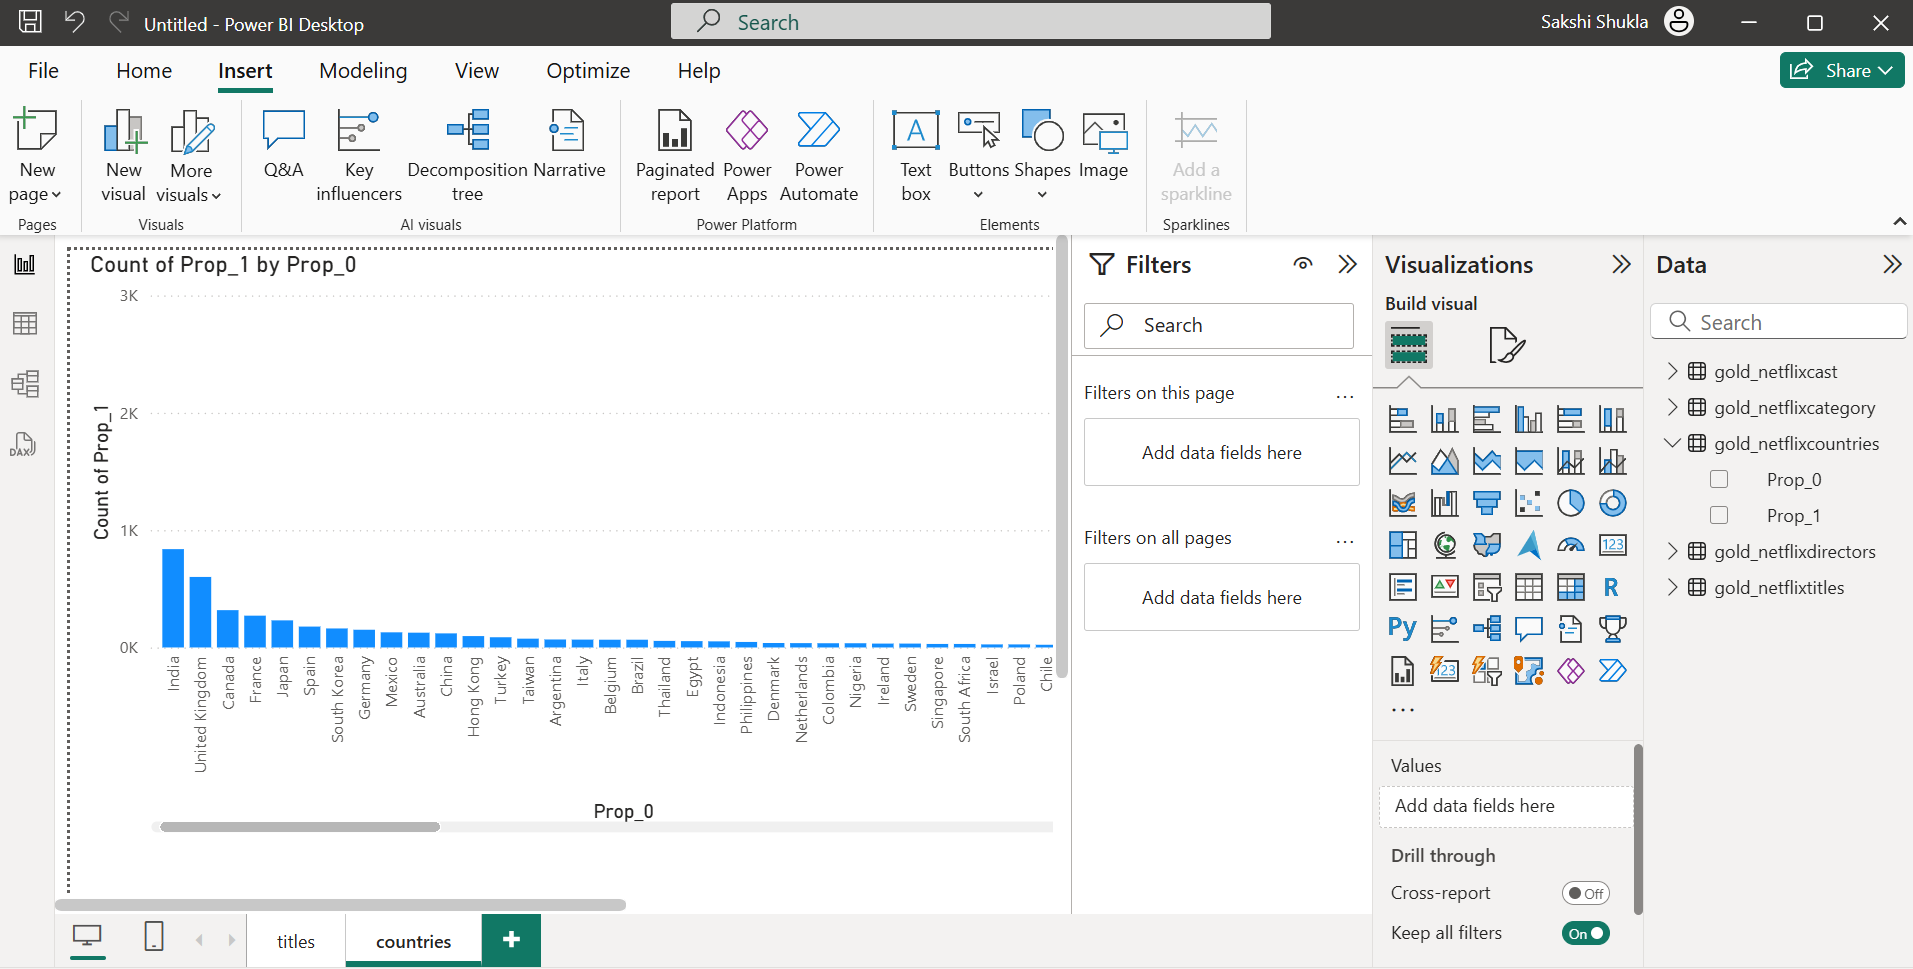 Untitled - Power BI Desktop
Search
Sakshi Shukla
File Home Insert Modeling View Optimize Help
Share
New page
New visual
More visuals
Q&A
Key influencers
Decomposition tree
Narrative
Paginated report
Power Apps
Power Automate
Text box
Buttons
Shapes
Image
Add a sparkline
Pages
Visuals
AI visuals
Power Platform
Elements
Sparklines
DAX
Count of Prop_1 by Prop_0
3K
2K
1K
0K
Count of Prop_1
India
United Kingdom
Canada
France
Japan
Spain
South Korea
Germany
Mexico
Australia
China
Hong Kong
Turkey
Taiwan
Argentina
Italy
Belgium
Brazil
Thailand
Egypt
Indonesia
Philippines
Denmark
Netherlands
Colombia
Nigeria
Ireland
Sweden
Singapore
South Africa
Israel
Poland
Chile
Prop_0
titles
countries
Filters
Search
Filters on this page
...
Add data fields here
Filters on all pages
...
Add data fields here
Visualizations
Build visual
123
R
Py
123
...
Values
Add data fields here
Drill through
Cross-report
Off
Keep all filters
On
Data
Search
gold_netflixcast
gold_netflixcategory
gold_netflixcountries
Prop_0
Prop_1
gold_netflixdirectors
gold_netflixtitles